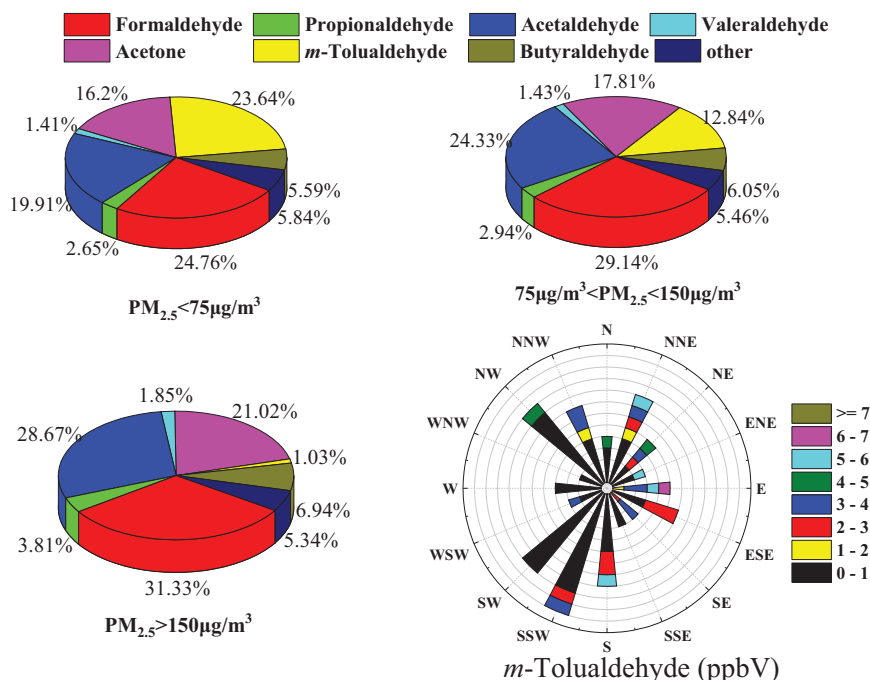 Formaldehyde Propionaldehyde Acetaldehyde Valeraldehyde
Acetone m-Tolualdehyde Butyraldehyde other
16.2%
23.64%
1.41%
19.91%
5.59%
5.84%
2.65%
24.76%
PM2.5<75μg/m3
1.43%
17.81%
12.84%
24.33%
6.05%
5.46%
2.94%
29.14%
75μg/m3<PM2.5<150μg/m3
1.85%
21.02%
28.67%
1.03%
6.94%
5.34%
3.81%
31.33%
PM2.5>150μg/m3
N
NNE
NE
ENE
E
ESE
SE
SSE
S
SSW
SW
WSW
W
WNW
NW
NNW
>= 7
6 - 7
5 - 6
4 - 5
3 - 4
2 - 3
1 - 2
0 - 1
m-Tolualdehyde (ppbV)